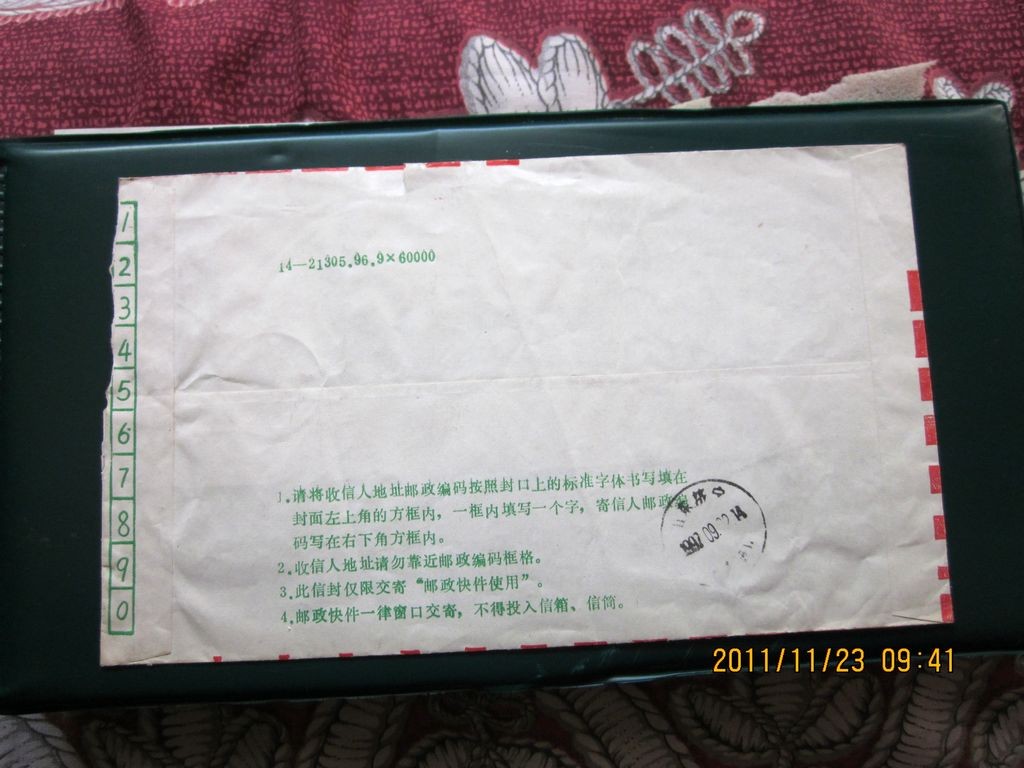 1
2
3
4
5
6
7
8
9
0
14—21305.96.9×60000
1.请将收信人地址邮政编码按照封口上的标准字体书写填在
封面左上角的方框内，一框内填写一个字，寄信人邮政编
码写在右下角方框内。
2.收信人地址请勿靠近邮政编码框格。
3.此信封仅限交寄“邮政快件使用”。
4.邮政快件一律窗口交寄，不得投入信箱、信筒。
1997 09
14
2011/11/23 09:41